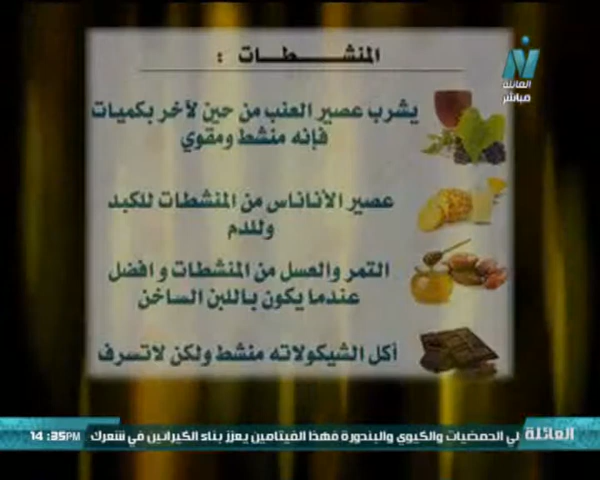 المنشطات :
العائلة
مباشر
يشرب عصير العنب من حين لآخر بكميات
فإنه منشط ومقوي
عصير الأناناس من المنشطات للكبد
وللدم
التمر والعسل من المنشطات و افضل
عندما يكون باللبن الساخن
أكل الشيكولاته منشط ولكن لاتسرف
العائلة
لي الحمضيات والكيوي والبندورة فهذا الفيتامين يعزز بناء الكيراتين في شعرك
14:35PM